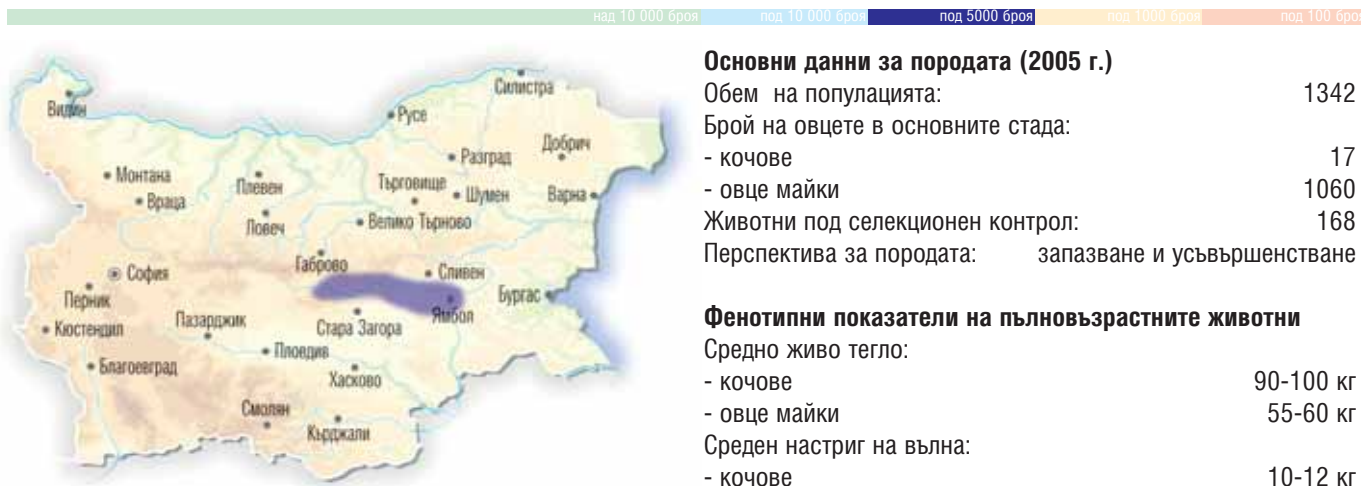 над 10 000 броя под 10 000 броя под 5000 броя под 1000 броя под 100 броя
Силистра
Видин
Русе
Добрич
Разград
Монтана
Плевен
Търговище
Шумен
Варна
Враца
Ловеч
Велико Търново
Габрово
София
Сливен
Перник
Бургас
Ямбол
Пазарджик
Стара Загора
Кюстендил
Пловдив
Благоевград
Хасково
Смолян
Кърджали
Основни данни за породата (2005 г.)
Обем на популацията: 1342
Брой на овцете в основните стада:
- кочове 17
- овце майки 1060
Животни под селекционен контрол: 168
Перспектива за породата: запазване и усъвършенстване
Фенотипни показатели на пълновъзрастните животни
Средно живо тегло:
- кочове 90-100 кг
- овце майки 55-60 кг
Среден настриг на вълна:
- кочове 10-12 кг